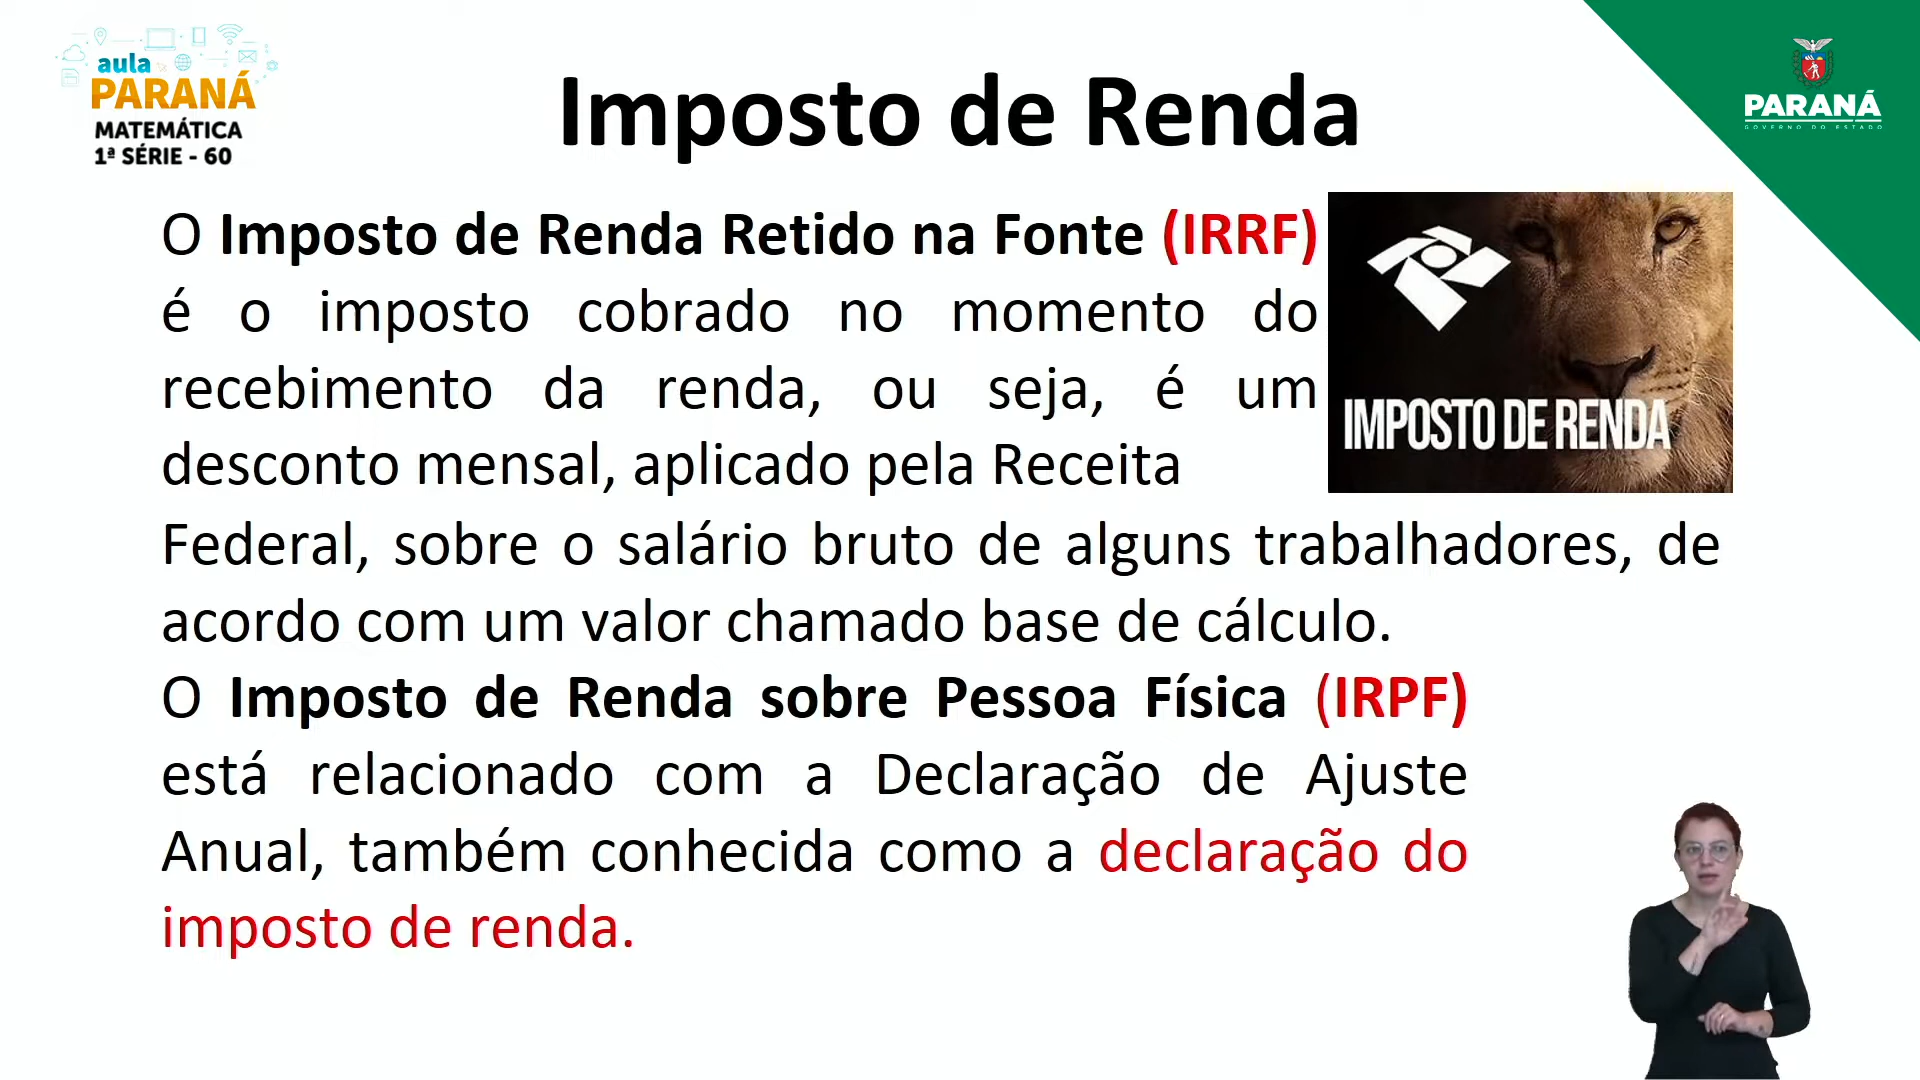 aula
PARANÁ
MATEMÁTICA
1ª SÉRIE - 60
Imposto de Renda
PARANÁ
GOVERNO DO ESTADO
O Imposto de Renda Retido na Fonte (IRRF)
é o imposto cobrado no momento do
recebimento da renda, ou seja, é um
desconto mensal, aplicado pela Receita
IMPOSTO DE RENDA
Federal, sobre o salário bruto de alguns trabalhadores, de
acordo com um valor chamado base de cálculo.
O Imposto de Renda sobre Pessoa Física (IRPF)
está relacionado com a Declaração de Ajuste
Anual, também conhecida como a declaração do
imposto de renda.